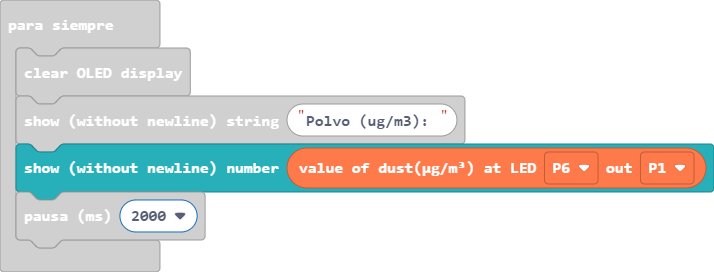 para siempre
clear OLED display
show (without newline) string "Polvo (ug/m3): "
show (without newline) number value of dust(μg/m³) at LED P6 out P1
pausa (ms) 2000